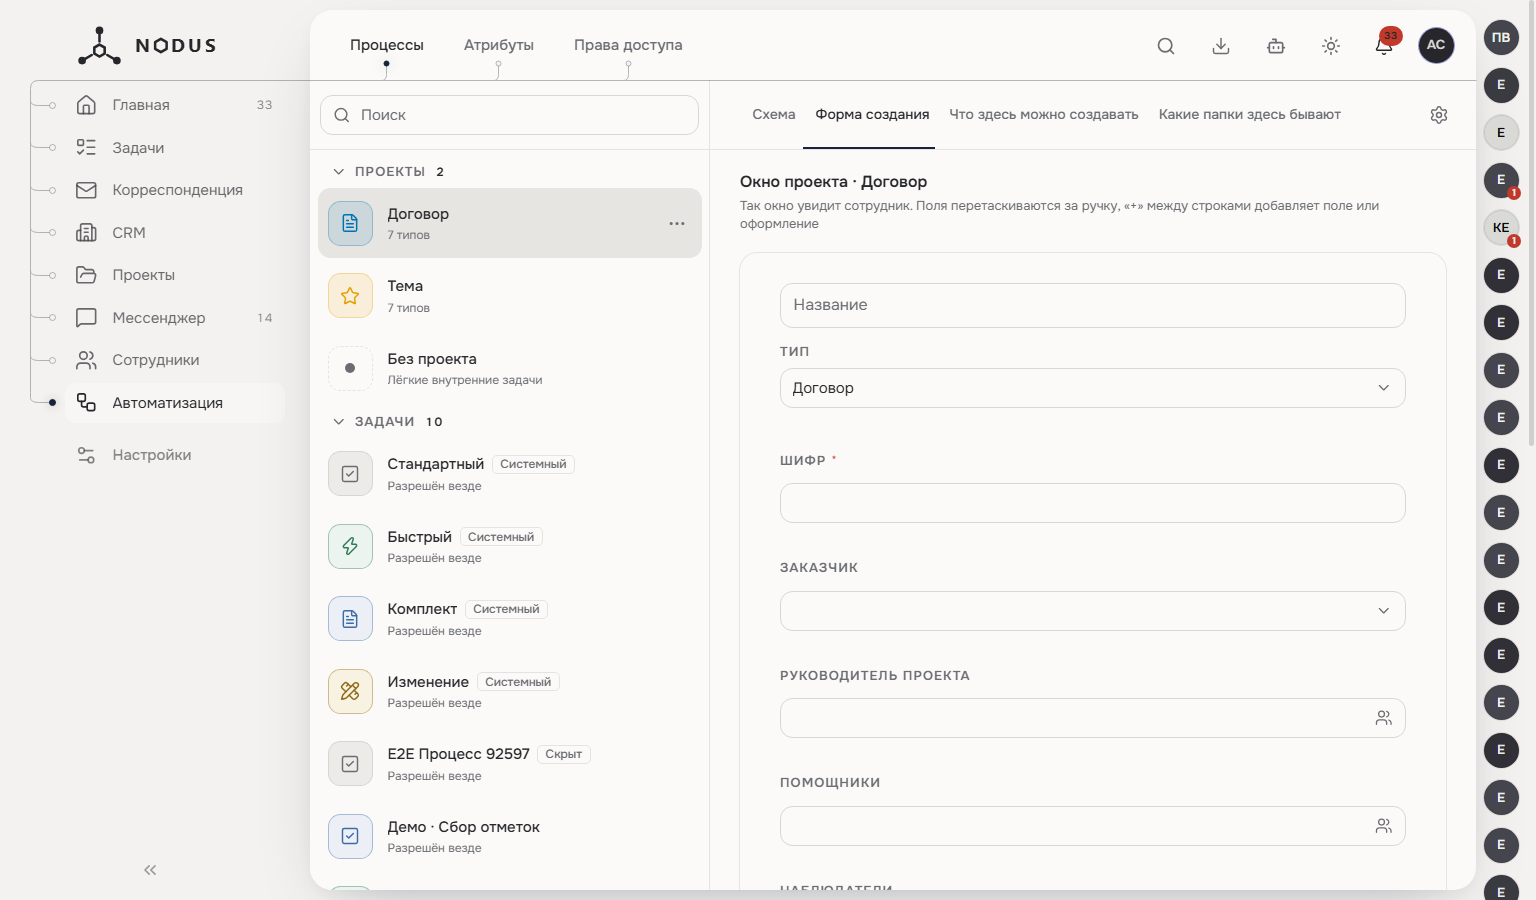 NODUS
Главная 33
Задачи
Корреспонденция
CRM
Проекты
Мессенджер 14
Сотрудники
Автоматизация
Настройки
Процессы Атрибуты Права доступа
33
АС
Поиск
ПРОЕКТЫ 2
Договор
7 типов
Тема
7 типов
Без проекта
Лёгкие внутренние задачи
ЗАДАЧИ 10
Стандартный Системный
Разрешён везде
Быстрый Системный
Разрешён везде
Комплект Системный
Разрешён везде
Изменение Системный
Разрешён везде
E2E Процесс 92597 Скрыт
Разрешён везде
Демо · Сбор отметок
Разрешён везде
Схема Форма создания Что здесь можно создавать Какие папки здесь бывают
Окно проекта · Договор
Так окно увидит сотрудник. Поля перетаскиваются за ручку, «+» между строками добавляет поле или
оформление
Название
ТИП
Договор
ШИФР *
ЗАКАЗЧИК
РУКОВОДИТЕЛЬ ПРОЕКТА
ПОМОЩНИКИ
НАБЛЮДАТЕЛИ
ПВ
E
E
E
1
KE
1
E
E
E
E
E
E
E
E
E
E
E
E
E
E